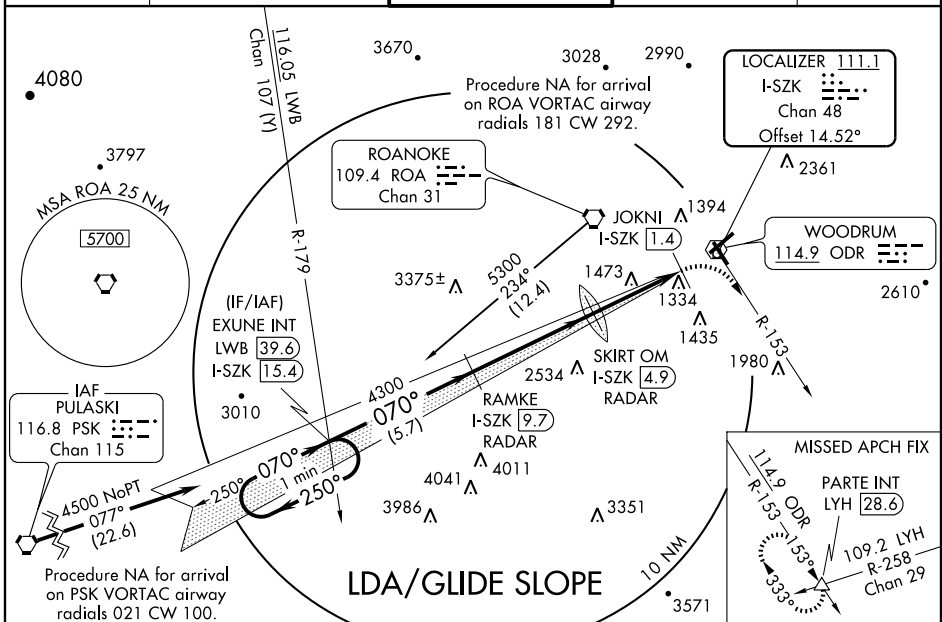 4080
3797
MSA ROA 25 NM
5700
116.05 LWB
Chan 107 (Y)
R-179
3670
3028
2990
Procedure NA for arrival
on ROA VORTAC airway
radials 181 CW 292.
LOCALIZER 111.1
I-SZK
Chan 48
Offset 14.52°
2361
ROANOKE
109.4 ROA
Chan 31
JOKNI
I-SZK 1.4
1394
WOODRUM
114.9 ODR
2610
5300
234°
(12.4)
3375±
1473
1334
1435
R-153
1980
(IF/IAF)
EXUNE INT
LWB 39.6
I-SZK 15.4
3010
4300
070°
(5.7)
2534
SKIRT OM
I-SZK 4.9
RADAR
RAMKE
I-SZK 9.7
RADAR
IAF
PULASKI
116.8 PSK
Chan 115
4500 NoPT
077°
(22.6)
250°
070°
1 min
250°
4041
4011
3986
3351
10 NM
3571
Procedure NA for arrival
on PSK VORTAC airway
radials 021 CW 100.
LDA/GLIDE SLOPE
MISSED APCH FIX
PARTE INT
LYH 28.6
114.9 ODR
R-153
153°
333°
109.2 LYH
R-258
Chan 29